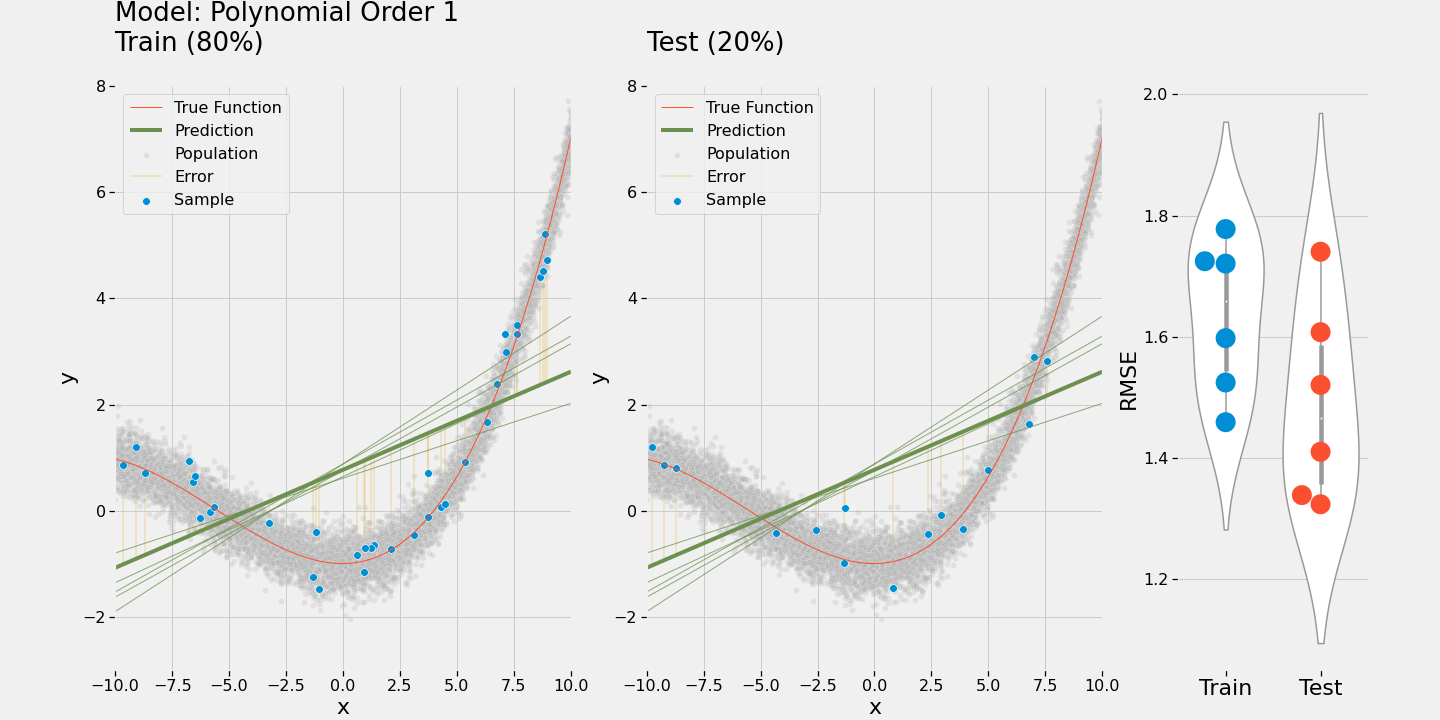 Model: Polynomial Order 1
Train (80%)
Test (20%)
8
6
4
2
0
−2
y
True Function
Prediction
Population
Error
Sample
−10.0 −7.5 −5.0 −2.5 0.0 2.5 5.0 7.5 10.0
x
8
6
4
2
0
−2
y
True Function
Prediction
Population
Error
Sample
−10.0 −7.5 −5.0 −2.5 0.0 2.5 5.0 7.5 10.0
x
2.0
1.8
1.6
1.4
1.2
RMSE
Train Test